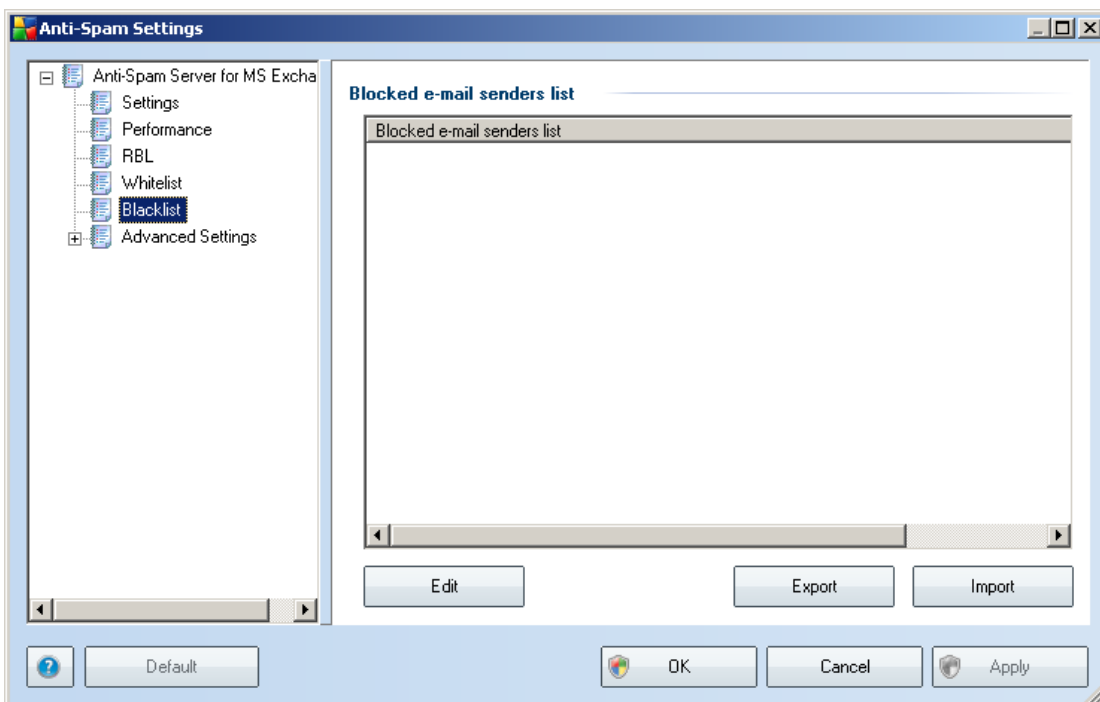 Anti-Spam Settings
Anti-Spam Server for MS Excha
Settings
Performance
RBL
Whitelist
Blacklist
Advanced Settings
Blocked e-mail senders list
Blocked e-mail senders list
Edit
Export
Import
Default
OK
Cancel
Apply